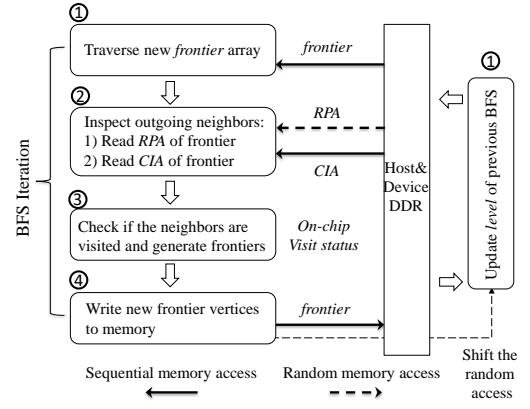 ①
Traverse new frontier array
frontier
②
Inspect outgoing neighbors:
1) Read RPA of frontier
2) Read CIA of frontier
RPA
CIA
③
Check if the neighbors are
visited and generate frontiers
On-chip
Visit status
④
Write new frontier vertices
to memory
frontier
BFS Iteration
Host&
Device
DDR
①
Update level of previous BFS
Shift the
random
access
Sequential memory access
Random memory access